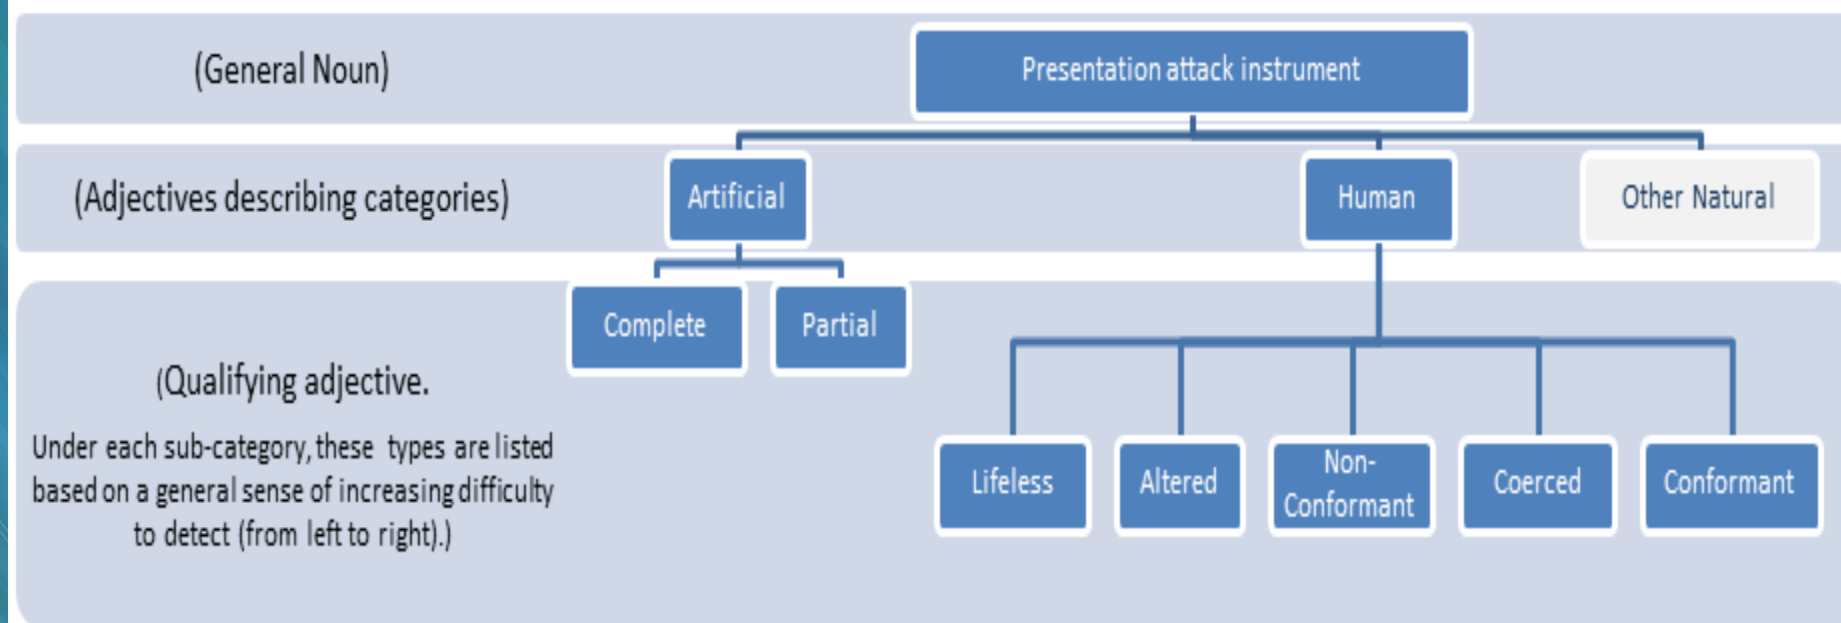 (General Noun)
Presentation attack instrument
(Adjectives describing categories)
Artificial
Human
Other Natural
Complete
Partial
(Qualifying adjective.
Under each sub-category, these types are listed
based on a general sense of increasing difficulty
to detect (from left to right).)
Lifeless
Altered
Non-
Conformant
Coerced
Conformant